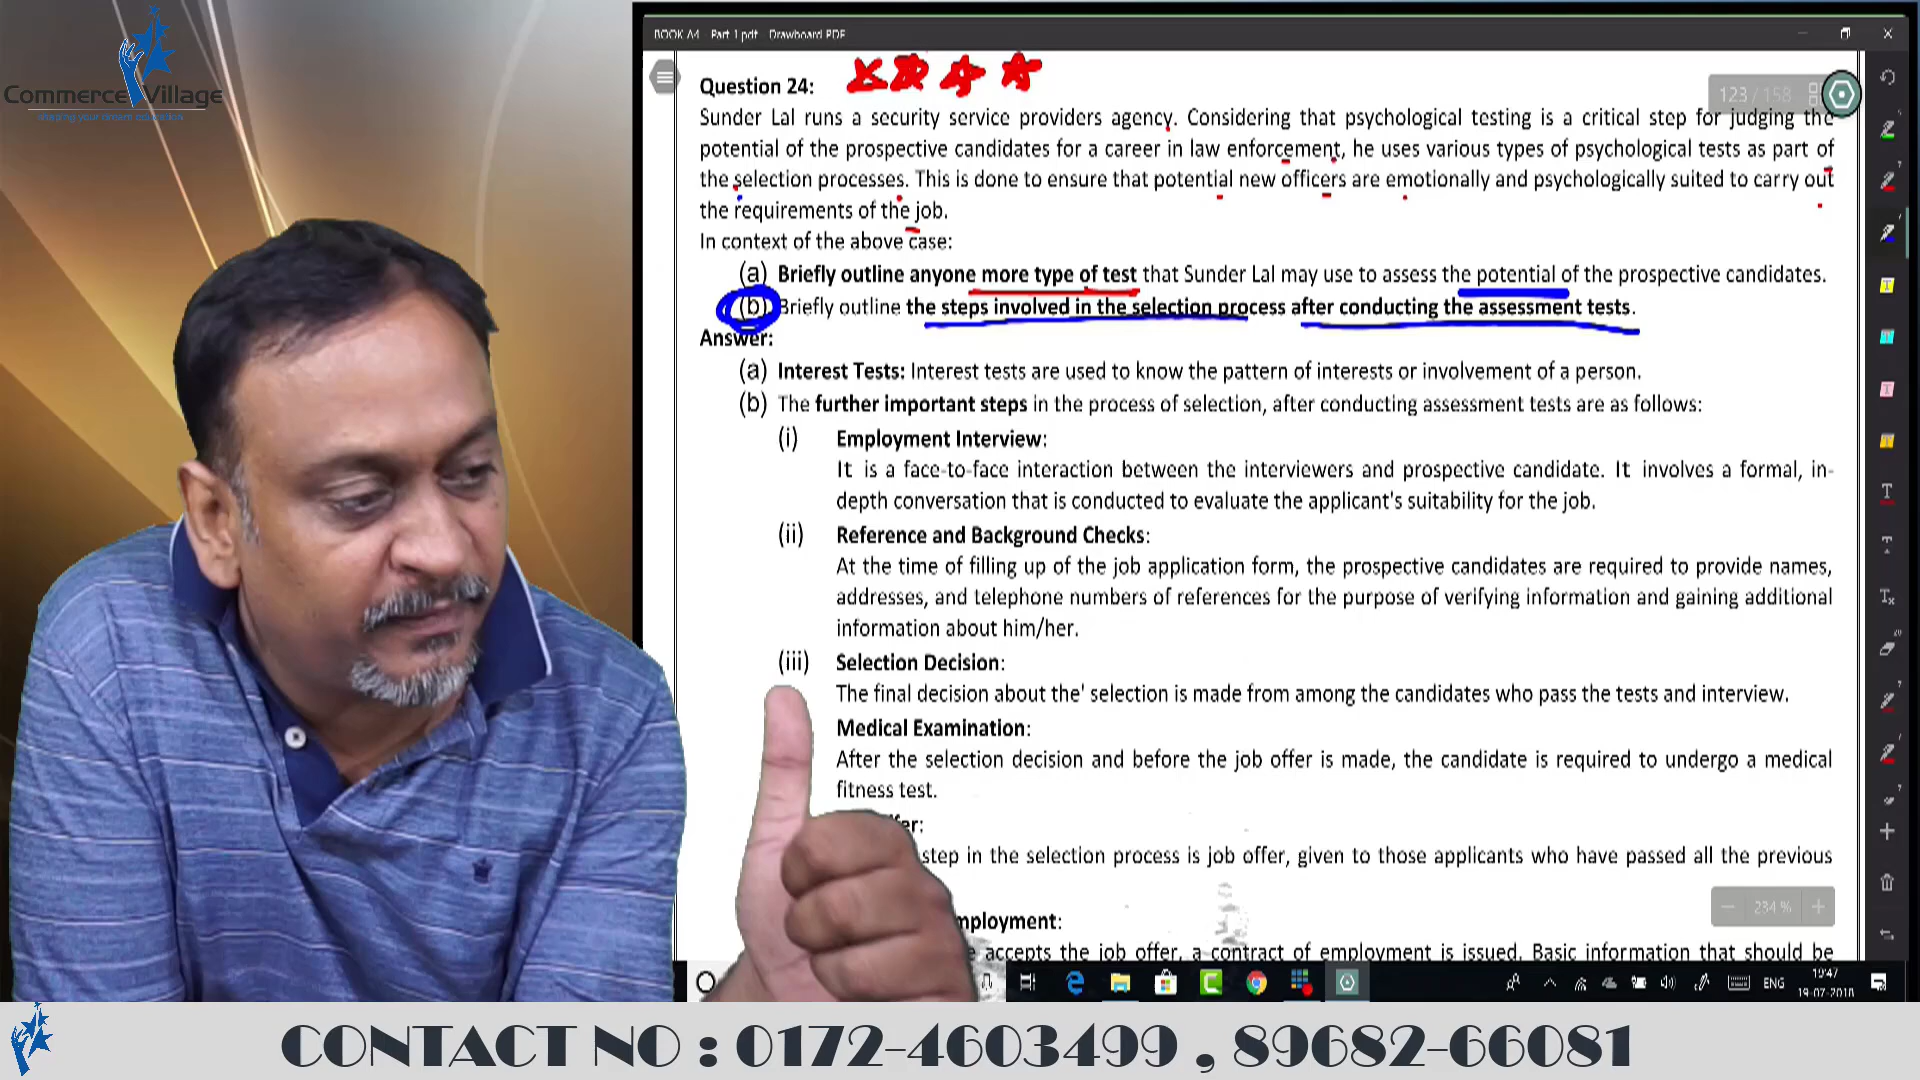 Commerce Village
BOOK A4 - Part 1.pdf - Drawboard PDF
Question 24:
123 / 158
Sunder Lal runs a security service providers agency. Considering that psychological testing is a critical step for judging the
potential of the prospective candidates for a career in law enforcement, he uses various types of psychological tests as part of
the selection processes. This is done to ensure that potential new officers are emotionally and psychologically suited to carry out
the requirements of the job.
In context of the above case:
(a) Briefly outline anyone more type of test that Sunder Lal may use to assess the potential of the prospective candidates.
(b) Briefly outline the steps involved in the selection process after conducting the assessment tests.
Answer:
(a) Interest Tests: Interest tests are used to know the pattern of interests or involvement of a person.
(b) The further important steps in the process of selection, after conducting assessment tests are as follows:
(i) Employment Interview:
It is a face-to-face interaction between the interviewers and prospective candidate. It involves a formal, in-
depth conversation that is conducted to evaluate the applicant's suitability for the job.
(ii) Reference and Background Checks:
At the time of filling up of the job application form, the prospective candidates are required to provide names,
addresses, and telephone numbers of references for the purpose of verifying information and gaining additional
information about him/her.
(iii) Selection Decision:
The final decision about the' selection is made from among the candidates who pass the tests and interview.
Medical Examination:
After the selection decision and before the job offer is made, the candidate is required to undergo a medical
fitness test.
step in the selection process is job offer, given to those applicants who have passed all the previous
234 %
mployment:
accepts the job offer, a contract of employment is issued. Basic information that should be
ENG
19:47
19-07-2018
CONTACT NO : 0172-4603499 , 89682-66081